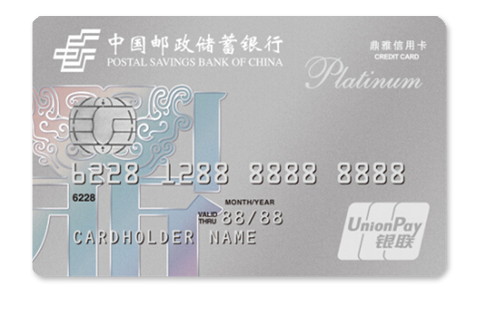 中国邮政储蓄银行
POSTAL SAVINGS BANK OF CHINA
鼎雅信用卡
CREDIT CARD
Platinum
6228 1288 8888 8888
6228
MONTH/YEAR
VALID THRU 88/88
CARDHOLDER NAME
UnionPay
银联